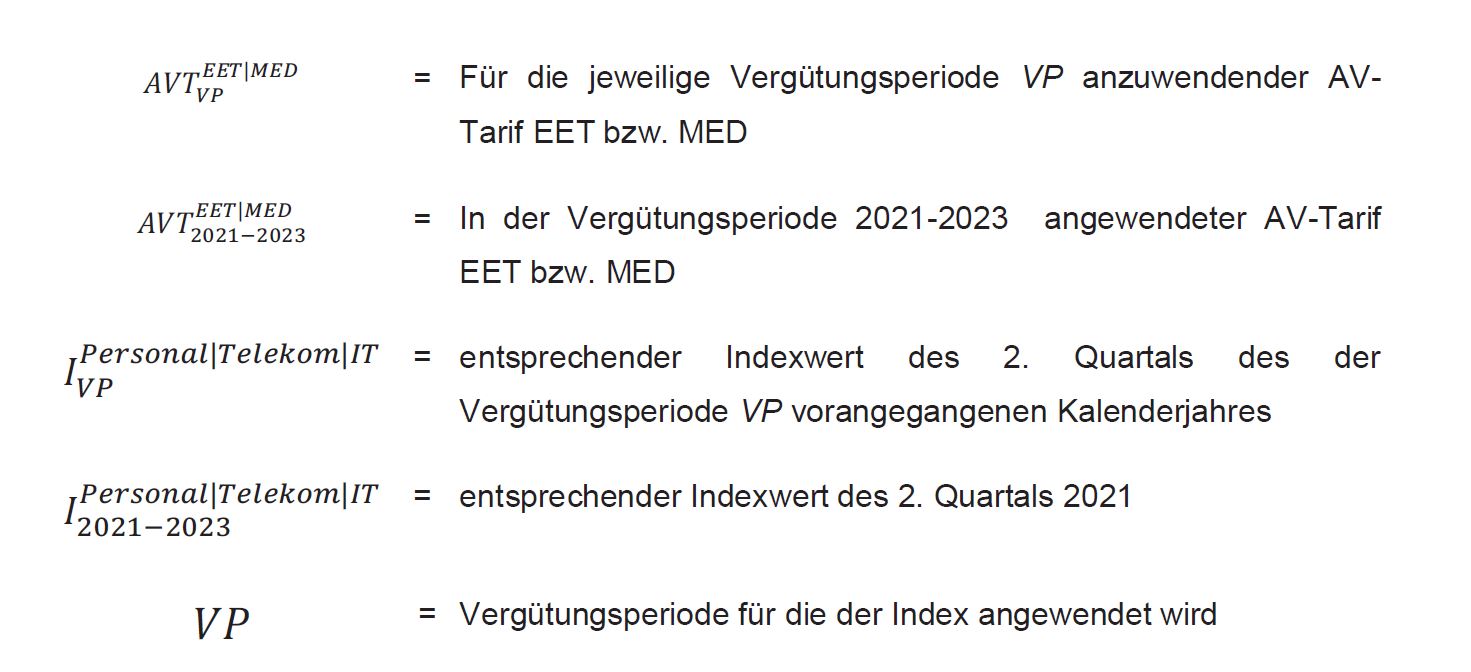 AVT_{VP}^{EET|MED} = Für die jeweilige Vergütungsperiode VP anzuwendender AV-
Tarif EET bzw. MED
AVT_{2021−2023}^{EET|MED} = In der Vergütungsperiode 2021-2023 angewendeter AV-Tarif
EET bzw. MED
I_{VP}^{Personal|Telekom|IT} = entsprechender Indexwert des 2. Quartals des der
Vergütungsperiode VP vorangegangenen Kalenderjahres
I_{2021−2023}^{Personal|Telekom|IT} = entsprechender Indexwert des 2. Quartals 2021
VP = Vergütungsperiode für die der Index angewendet wird